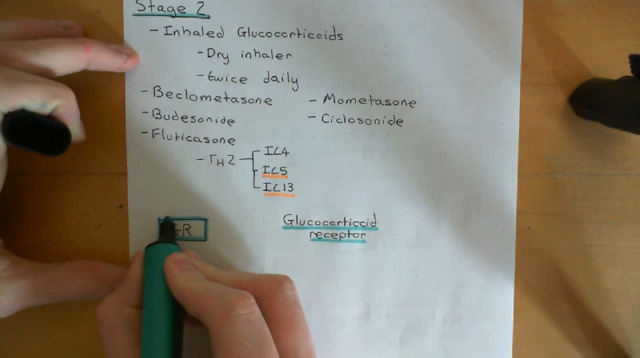 Stage 2
- Inhaled Glucocorticoids
- Dry inhaler
- twice daily
- Beclometasone - Mometasone
- Budesonide - Ciclosonide
- Fluticasone
- TH2 IL4
IL5
IL13
GR Glucocorticoid
receptor